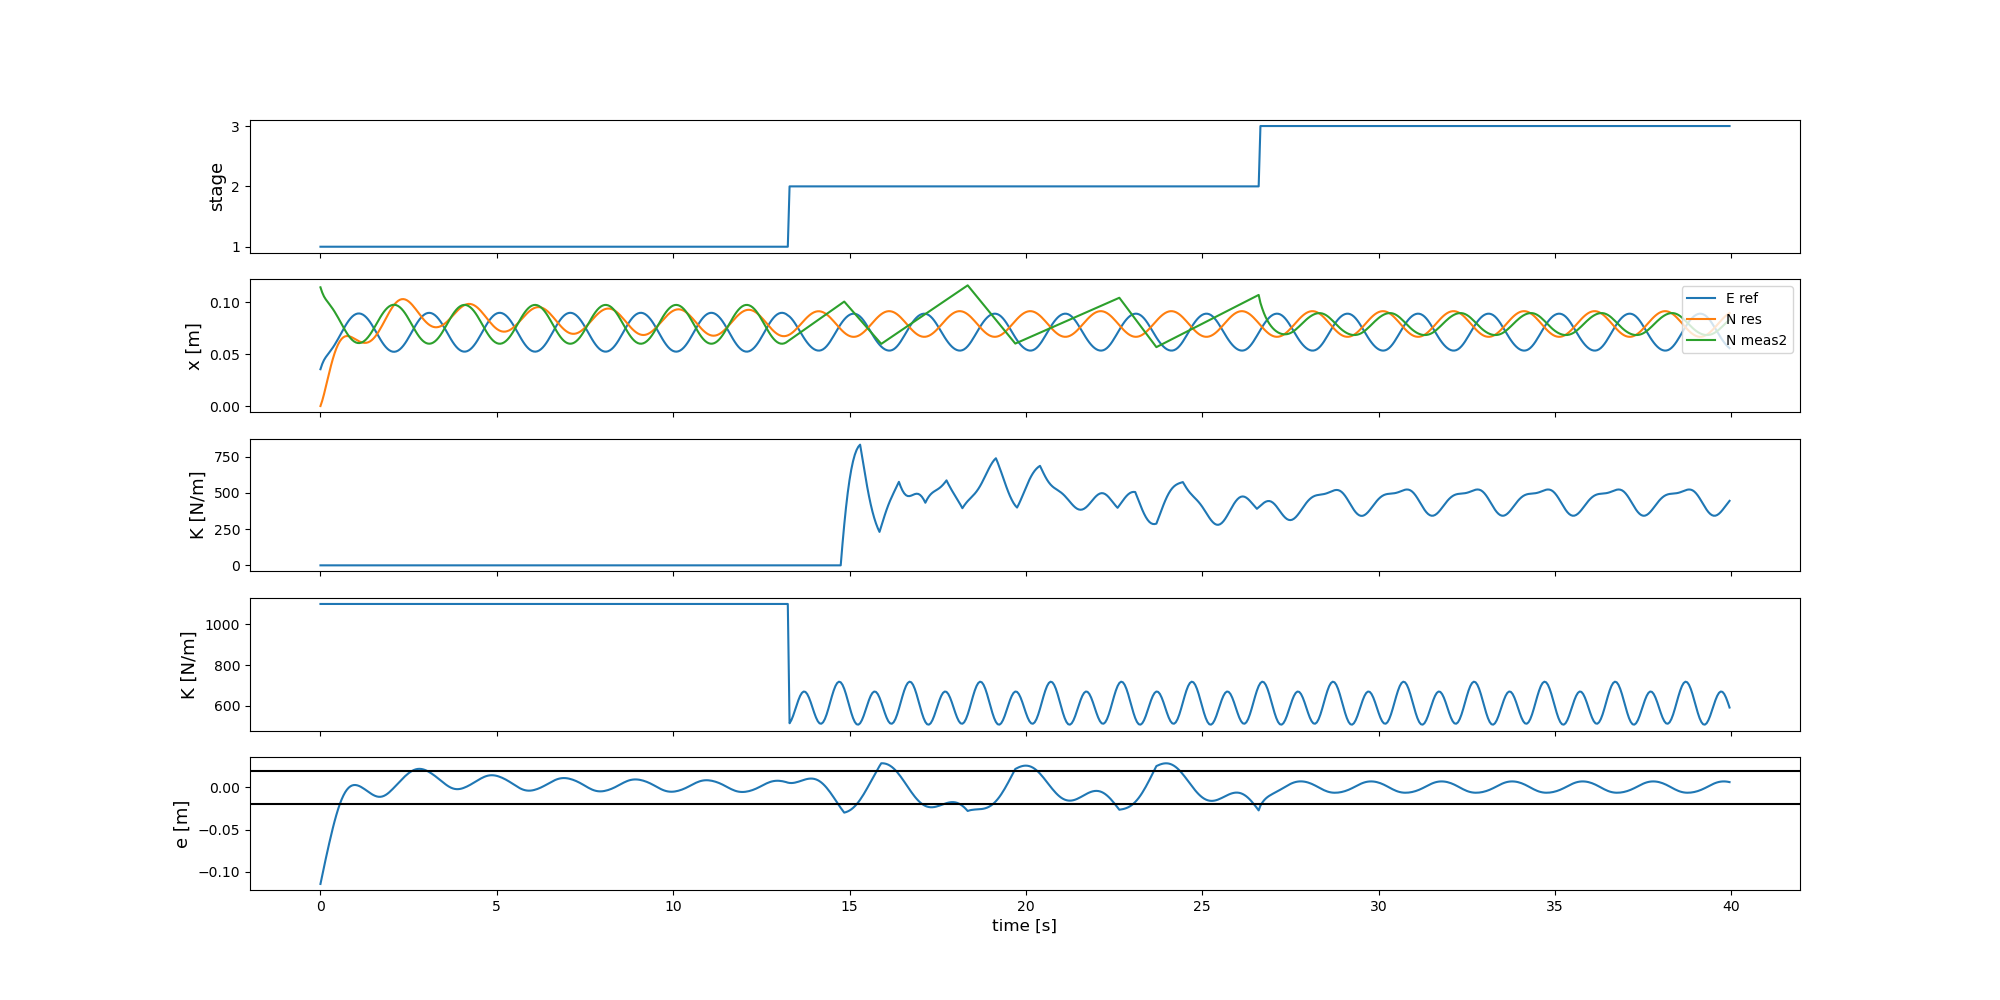 stage
3
2
1
x [m]
0.10
0.05
0.00
E ref
N res
N meas2
K [N/m]
750
500
250
0
K [N/m]
1000
800
600
e [m]
0.00
−0.05
−0.10
0 5 10 15 20 25 30 35 40
time [s]